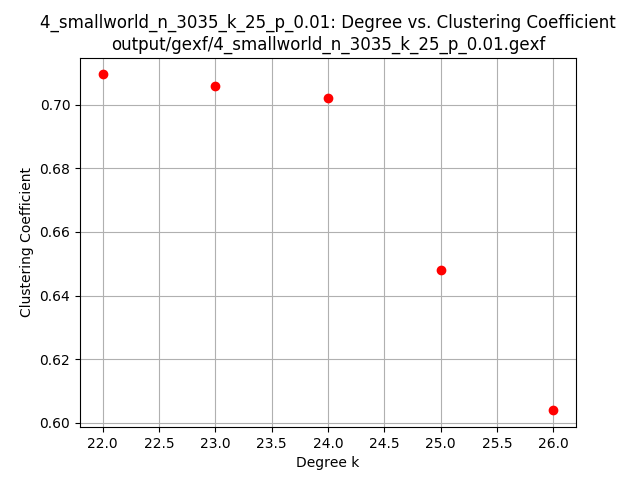 4_smallworld_n_3035_k_25_p_0.01: Degree vs. Clustering Coefficient
output/gexf/4_smallworld_n_3035_k_25_p_0.01.gexf
0.70
0.68
0.66
0.64
0.62
0.60
Clustering Coefficient
22.0 22.5 23.0 23.5 24.0 24.5 25.0 25.5 26.0
Degree k